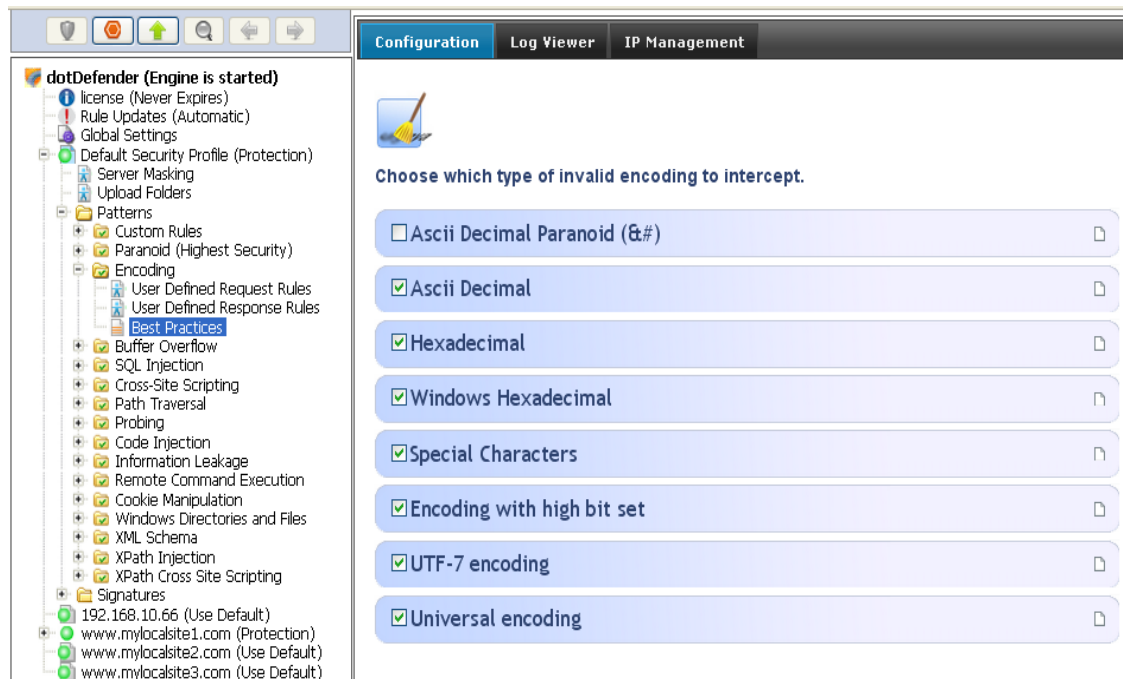 Configuration
Log Viewer
IP Management
dotDefender (Engine is started)
license (Never Expires)
Rule Updates (Automatic)
Global Settings
Default Security Profile (Protection)
Server Masking
Upload Folders
Patterns
Custom Rules
Paranoid (Highest Security)
Encoding
User Defined Request Rules
User Defined Response Rules
Best Practices
Buffer Overflow
SQL Injection
Cross-Site Scripting
Path Traversal
Probing
Code Injection
Information Leakage
Remote Command Execution
Cookie Manipulation
Windows Directories and Files
XML Schema
XPath Injection
XPath Cross Site Scripting
Signatures
192.168.10.66 (Use Default)
www.mylocalsite1.com (Protection)
www.mylocalsite2.com (Use Default)
www.mylocalsite3.com (Use Default)
Choose which type of invalid encoding to intercept.
Ascii Decimal Paranoid (&#)
Ascii Decimal
Hexadecimal
Windows Hexadecimal
Special Characters
Encoding with high bit set
UTF-7 encoding
Universal encoding